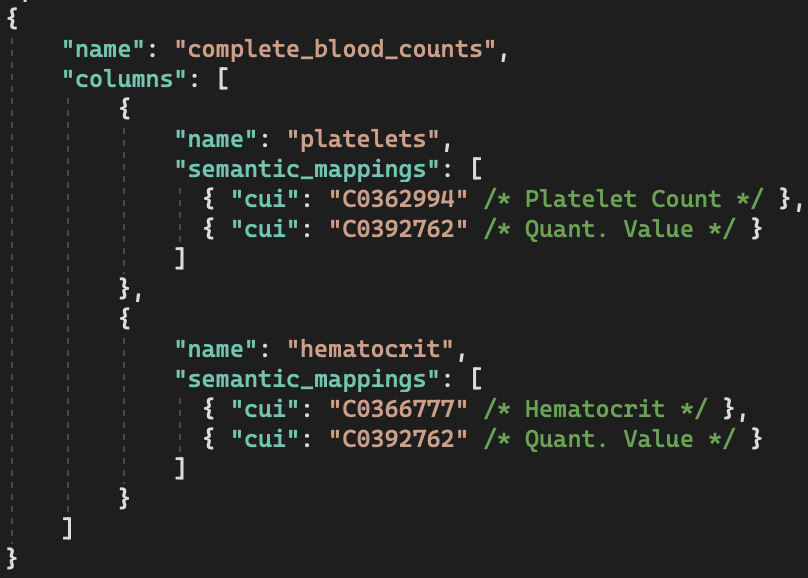 {
    "name": "complete_blood_counts",
    "columns": [
        {
            "name": "platelets",
            "semantic_mappings": [
              { "cui": "C0362994" /* Platelet Count */ },
              { "cui": "C0392762" /* Quant. Value */ }
            ]
        },
        {
            "name": "hematocrit",
            "semantic_mappings": [
              { "cui": "C0366777" /* Hematocrit */ },
              { "cui": "C0392762" /* Quant. Value */ }
            ]
        }
    ]
}